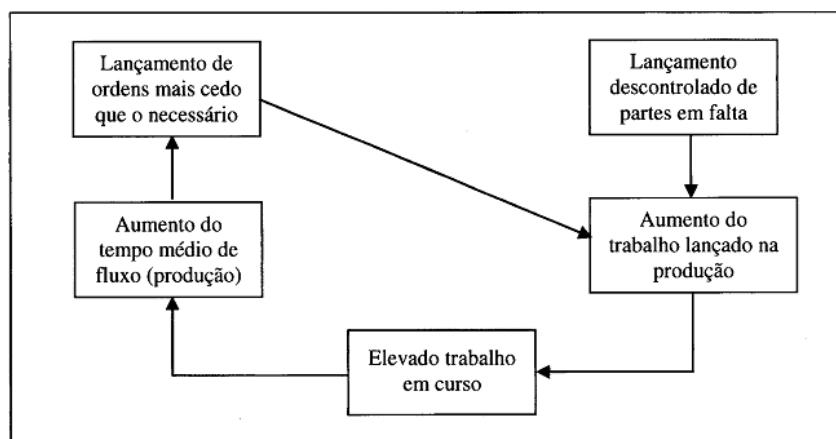 Lançamento de
ordens mais cedo
que o necessário
Lançamento
descontrolado de
partes em falta
Aumento do
tempo médio de
fluxo (produção)
Aumento do
trabalho lançado na
produção
Elevado trabalho
em curso